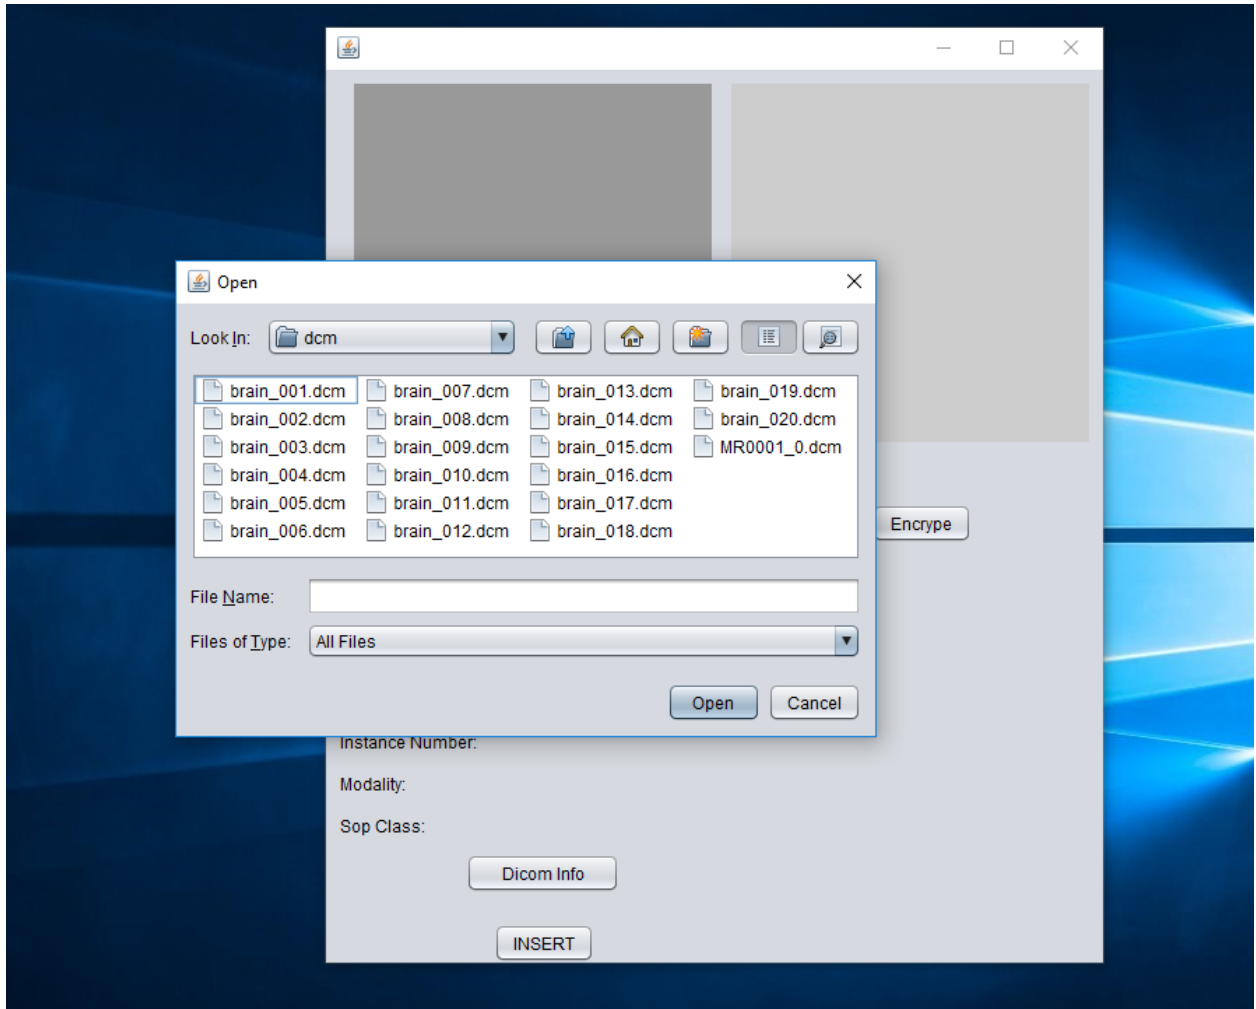 Open
Look In: dcm
brain_001.dcm brain_007.dcm brain_013.dcm brain_019.dcm
brain_002.dcm brain_008.dcm brain_014.dcm brain_020.dcm
brain_003.dcm brain_009.dcm brain_015.dcm MR0001_0.dcm
brain_004.dcm brain_010.dcm brain_016.dcm
brain_005.dcm brain_011.dcm brain_017.dcm
brain_006.dcm brain_012.dcm brain_018.dcm
Encrype
File Name:
Files of Type: All Files
Open Cancel
Instance Number:
Modality:
Sop Class:
Dicom Info
INSERT